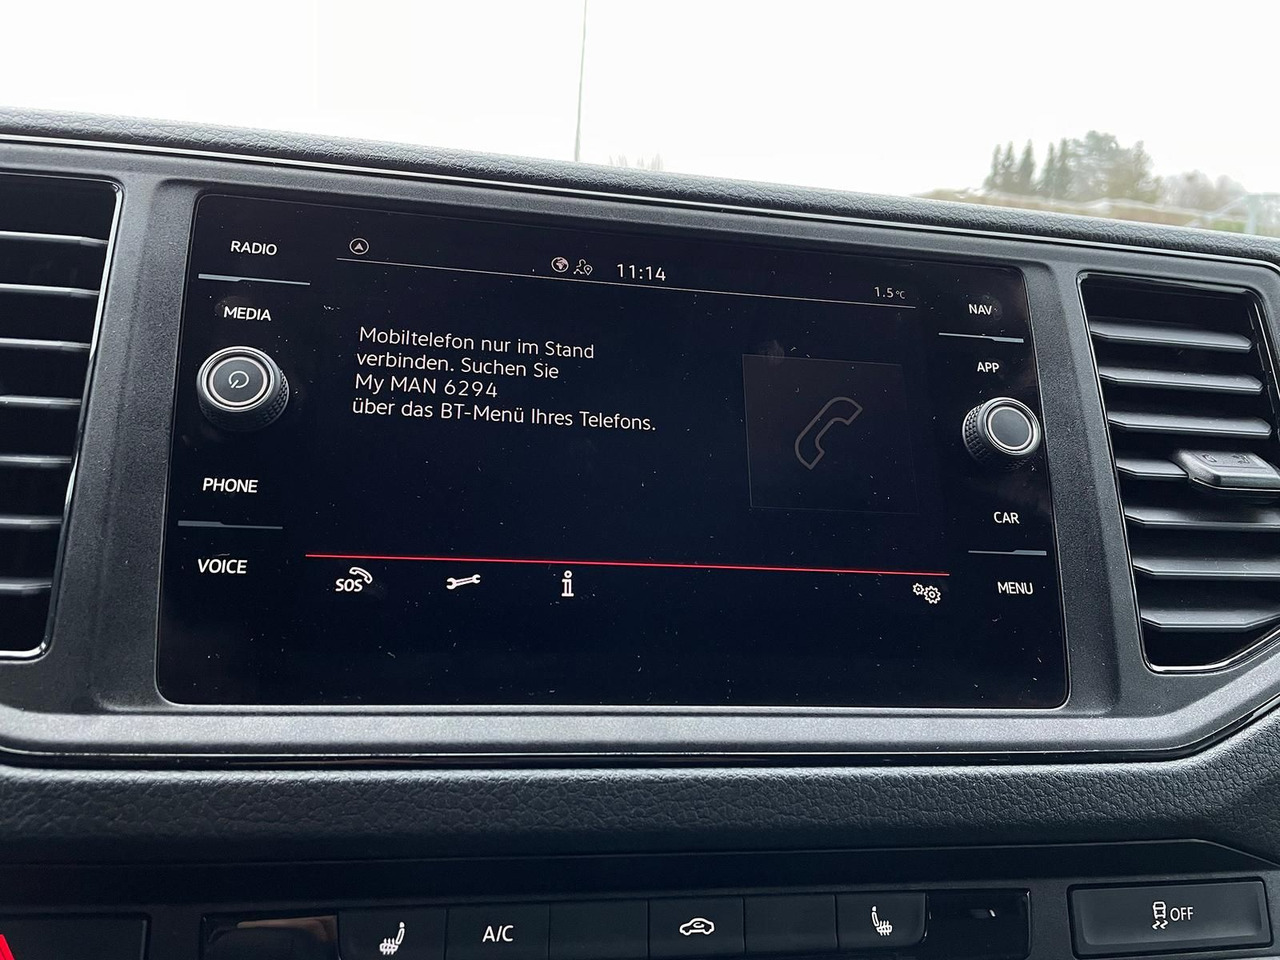 RADIO
MEDIA
PHONE
VOICE
11:14
1.5°C
Mobiltelefon nur im Stand
verbinden. Suchen Sie
My MAN 6294
über das BT-Menü Ihres Telefons.
SOS
i
NAV
APP
CAR
MENU
A/C
OFF